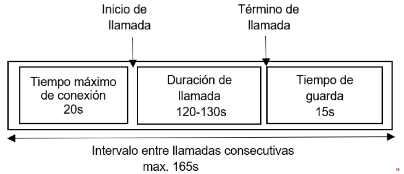 Inicio de
llamada
Término de
llamada
Tiempo máximo
de conexión
20s
Duración de
llamada
120-130s
Tiempo de
guarda
15s
Intervalo entre llamadas consecutivas
max. 165s